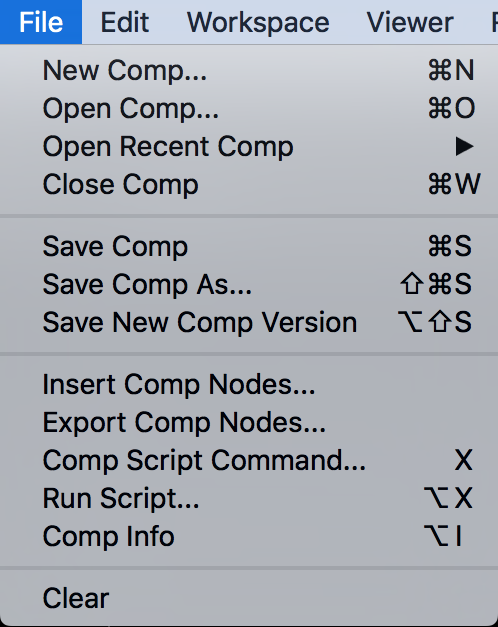 File Edit Workspace Viewer
New Comp... ⌘N
Open Comp... ⌘O
Open Recent Comp ▶
Close Comp ⌘W
Save Comp ⌘S
Save Comp As... ⇧⌘S
Save New Comp Version ⌥⇧S
Insert Comp Nodes...
Export Comp Nodes...
Comp Script Command... X
Run Script... ⌥X
Comp Info ⌥I
Clear